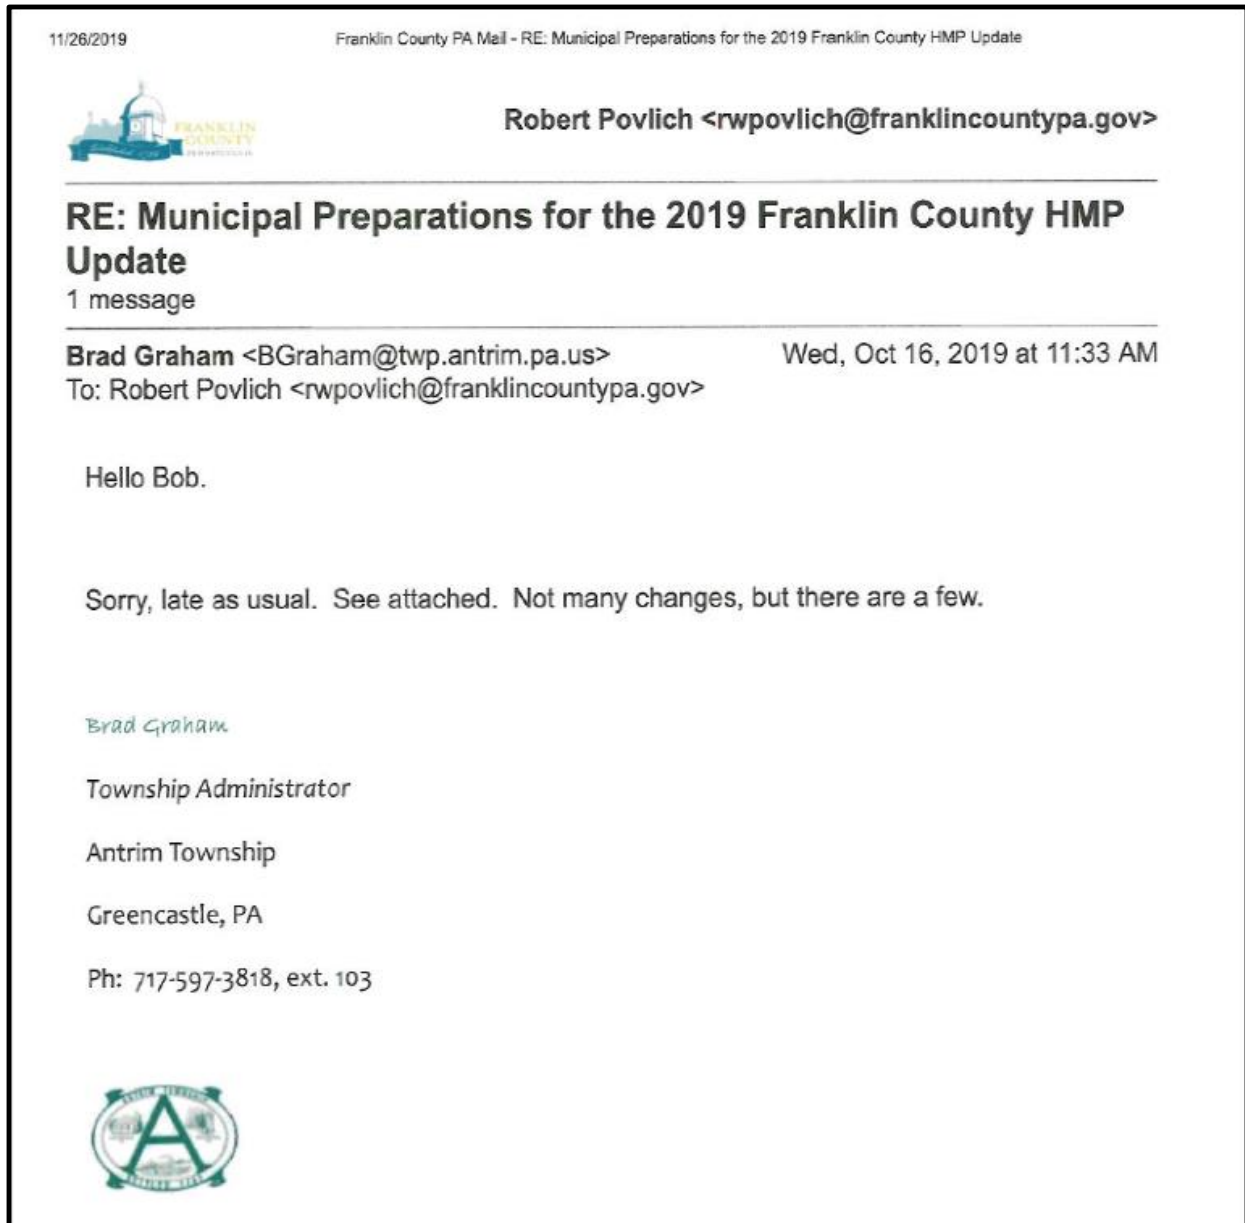 11/26/2019 Franklin County PA Mail - RE: Municipal Preparations for the 2019 Franklin County HMP Update
FRANKLIN
COUNTY
Robert Povlich <rwpovlich@franklincountypa.gov>
RE: Municipal Preparations for the 2019 Franklin County HMP
Update
1 message
Brad Graham <BGraham@twp.antrim.pa.us> Wed, Oct 16, 2019 at 11:33 AM
To: Robert Povlich <rwpovlich@franklincountypa.gov>
Hello Bob.
Sorry, late as usual. See attached. Not many changes, but there are a few.
Brad Graham
Township Administrator
Antrim Township
Greencastle, PA
Ph: 717-597-3818, ext. 103
A